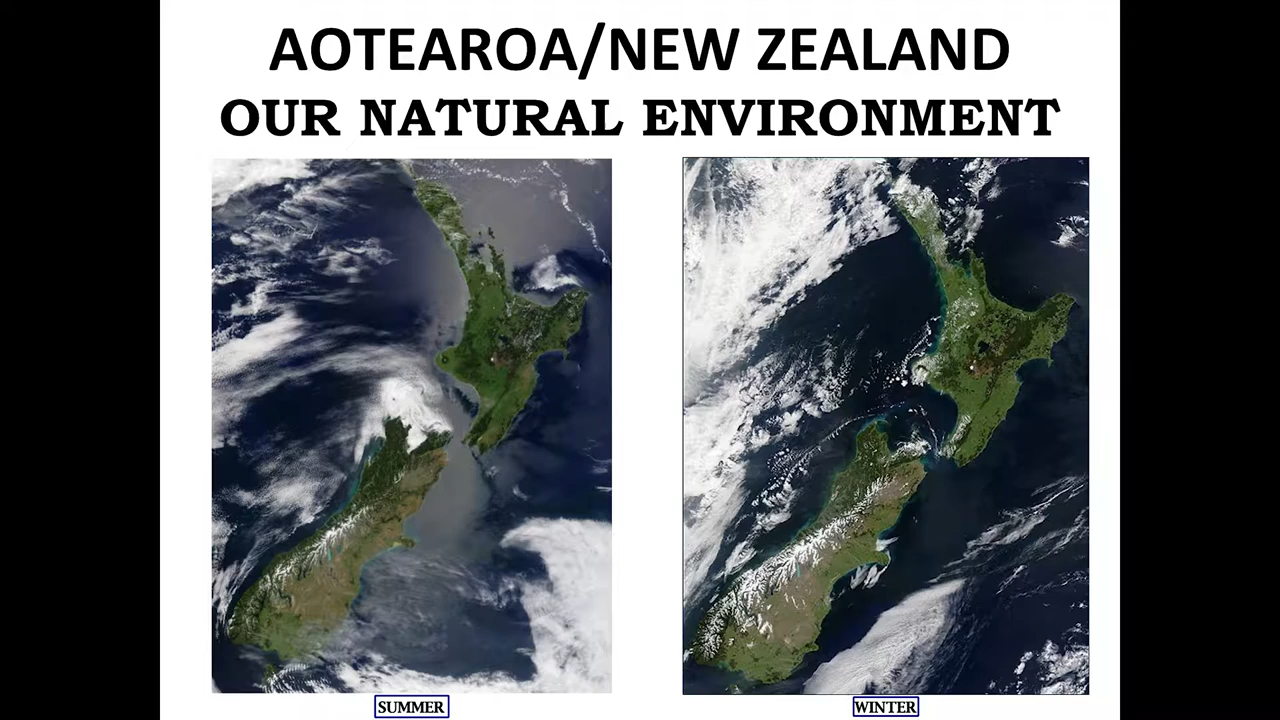 AOTEAROA/NEW ZEALAND
OUR NATURAL ENVIRONMENT
SUMMER
WINTER